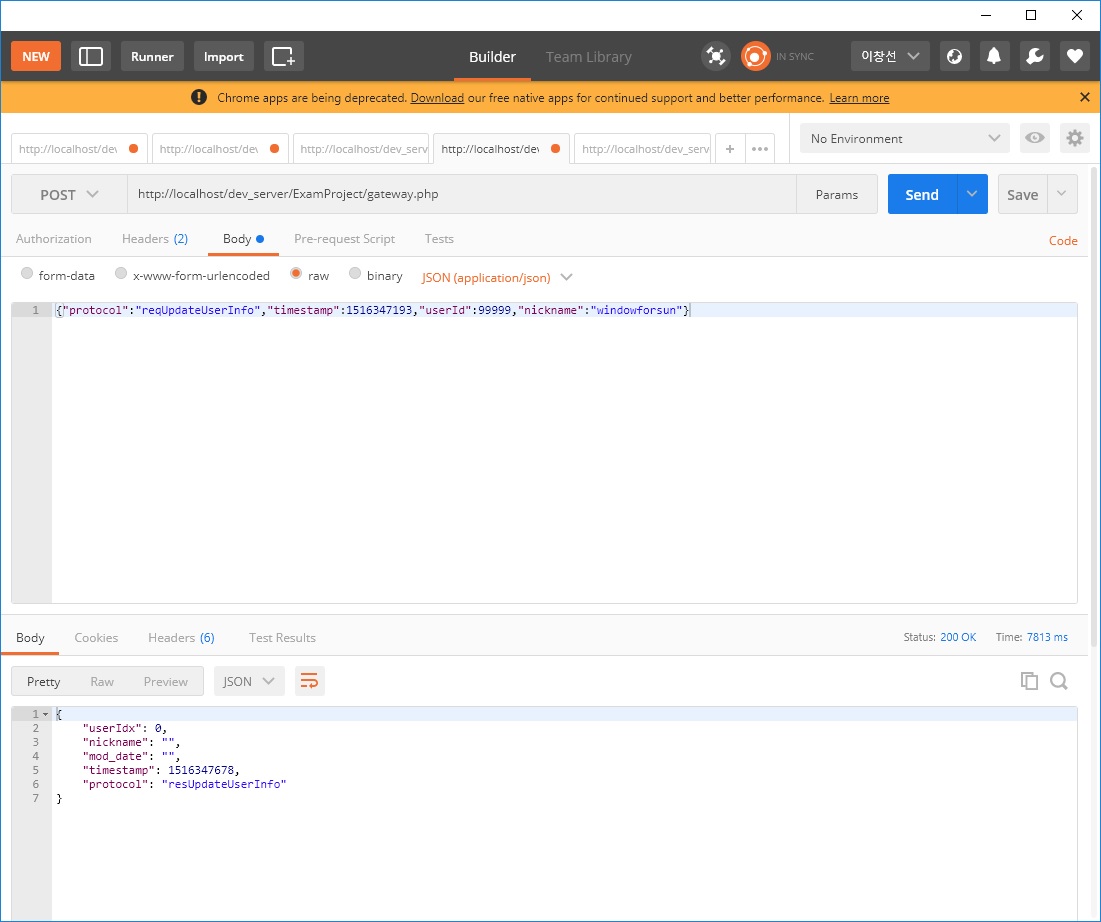 NEW Runner Import Builder Team Library IN SYNC 이창선
! Chrome apps are being deprecated. Download our free native apps for continued support and better performance. Learn more
http://localhost/dev http://localhost/dev http://localhost/dev_serv http://localhost/dev http://localhost/dev_serv + ••• No Environment
POST http://localhost/dev_server/ExamProject/gateway.php Params Send Save
Authorization Headers (2) Body Pre-request Script Tests Code
form-data x-www-form-urlencoded raw binary JSON (application/json)
1 {"protocol":"reqUpdateUserInfo","timestamp":1516347193,"userId":99999,"nickname":"windowforsun"}
Body Cookies Headers (6) Test Results Status: 200 OK Time: 7813 ms
Pretty Raw Preview JSON
1 {
2 "userIdx": 0,
3 "nickname": "",
4 "mod_date": "",
5 "timestamp": 1516347678,
6 "protocol": "resUpdateUserInfo"
7 }